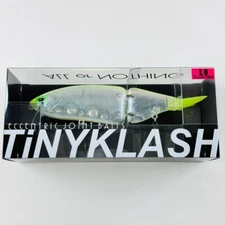 ALL or NOTHING
ECCENTRIC JOINT BAITS
TiNYKLASH